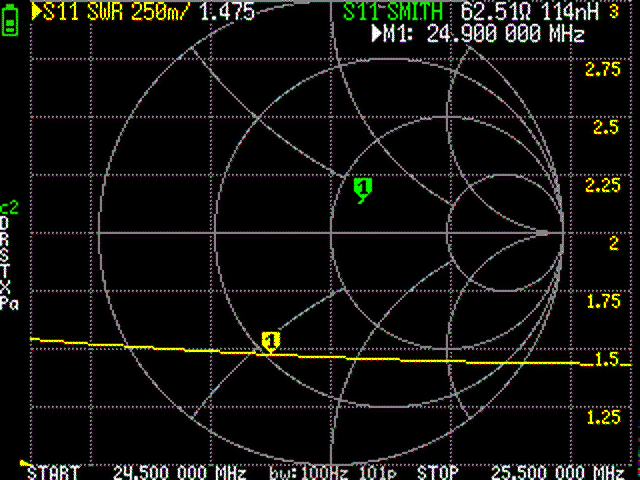 S11 SWR 250m/ 1.475 S11 SMITH 62.51Ω 114nH 3
M1: 24.900 000 MHz
2.75
2.5
2.25
1
c2
D
R
S
T
X
Pa
2
1.75
1
1.5
1.25
START 24.500 000 MHz bw:100Hz 101p STOP 25.500 000 MHz